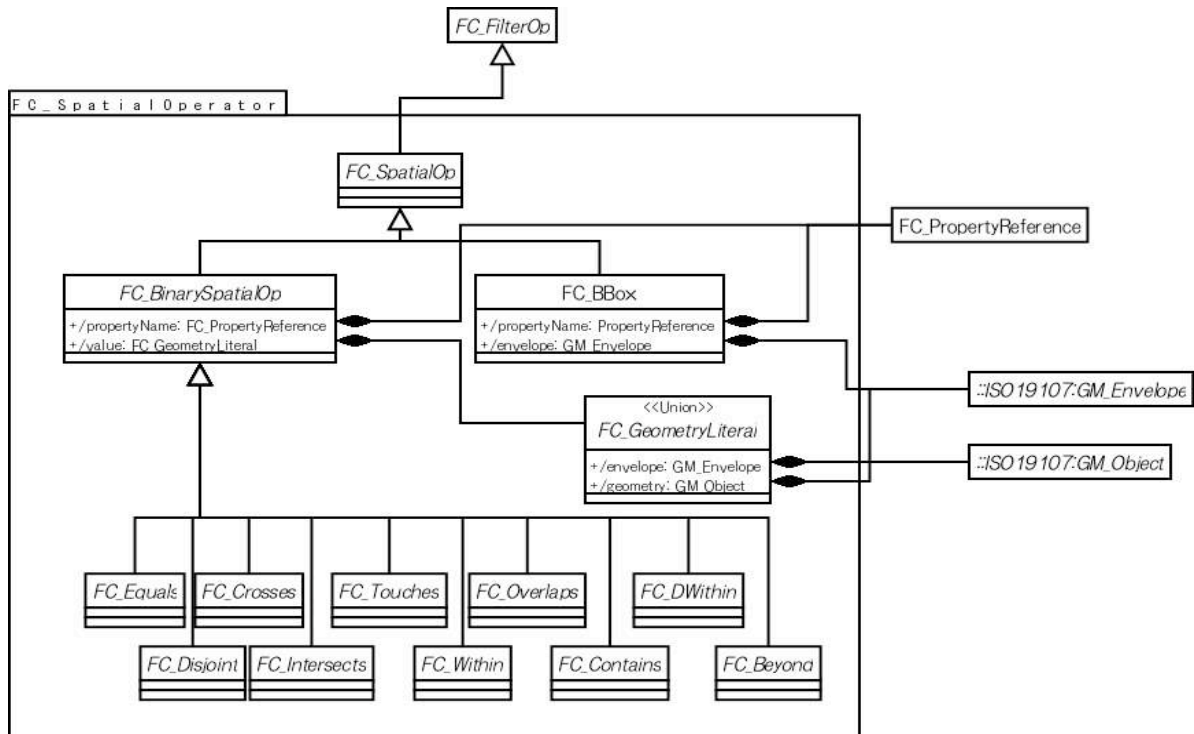 FC_FilterOp
FC_SpatialOperator
FC_SpatialOp
FC_PropertyReference
FC_BinarySpatialOp
+/propertyName: FC_PropertyReference
+/value: FC_GeometryLiteral
FC_BBox
+/propertyName: PropertyReference
+/envelope: GM_Envelope
::ISO19107:GM_Envelope
<<Union>>
FC_GeometryLiteral
+/envelope: GM_Envelope
+/geometry: GM_Object
::ISO19107:GM_Object
FC_Equals
FC_Crosses
FC_Touches
FC_Overlaps
FC_DWithin
FC_Disjoint
FC_Intersects
FC_Within
FC_Contains
FC_Beyond